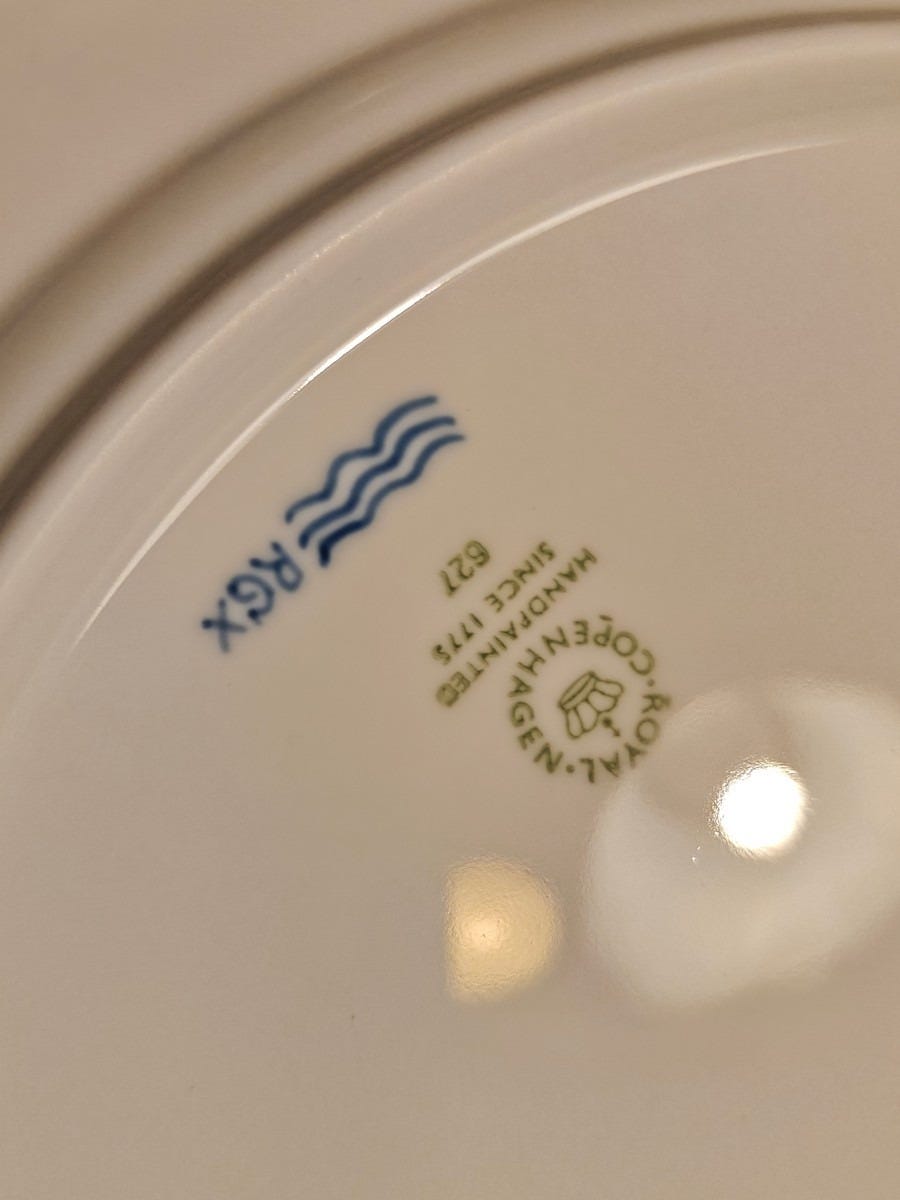 ROYAL · COPENHAGEN ·
HANDPAINTED
SINCE 1775
627
RGX